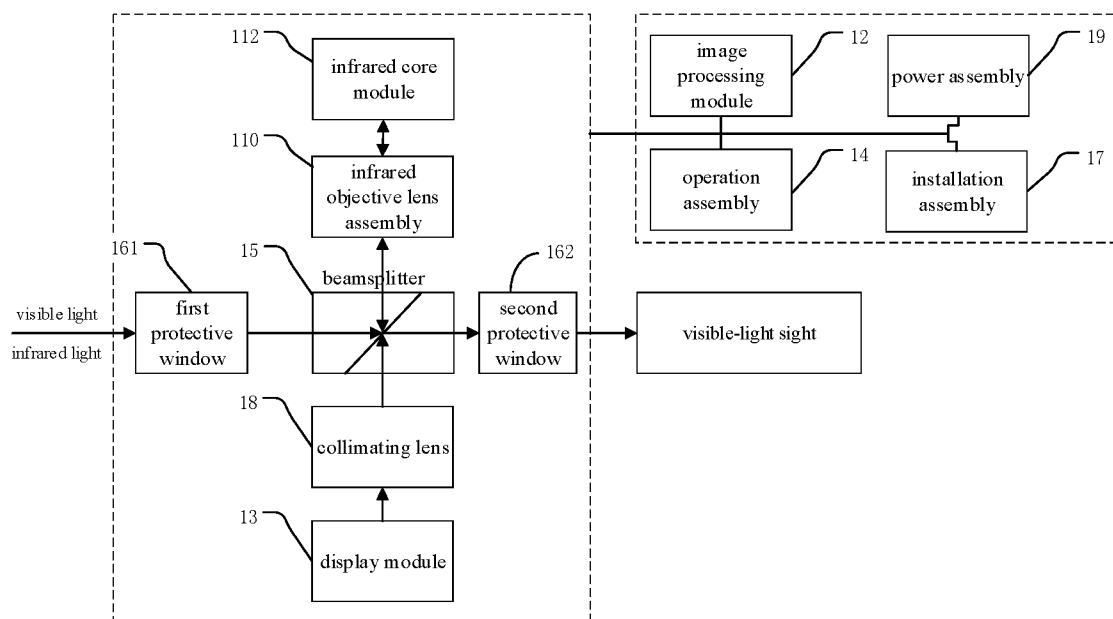 112
infrared core
module
110
infrared
objective lens
assembly
12
image
processing
module
19
power assembly
14
operation
assembly
17
installation
assembly
161
15
beamsplitter
162
visible light
infrared light
first
protective
window
second
protective
window
visible-light sight
18
collimating lens
13
display module